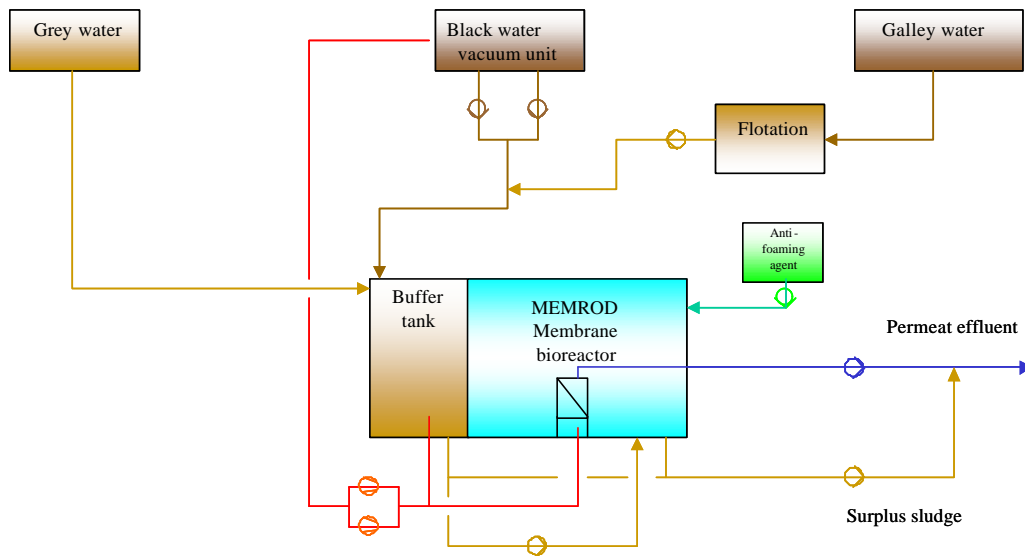 Grey water
Black water
vacuum unit
Galley water
Flotation
Anti-
foaming
agent
Buffer
tank
MEMROD
Membrane
bioreactor
Permeat effluent
Surplus sludge